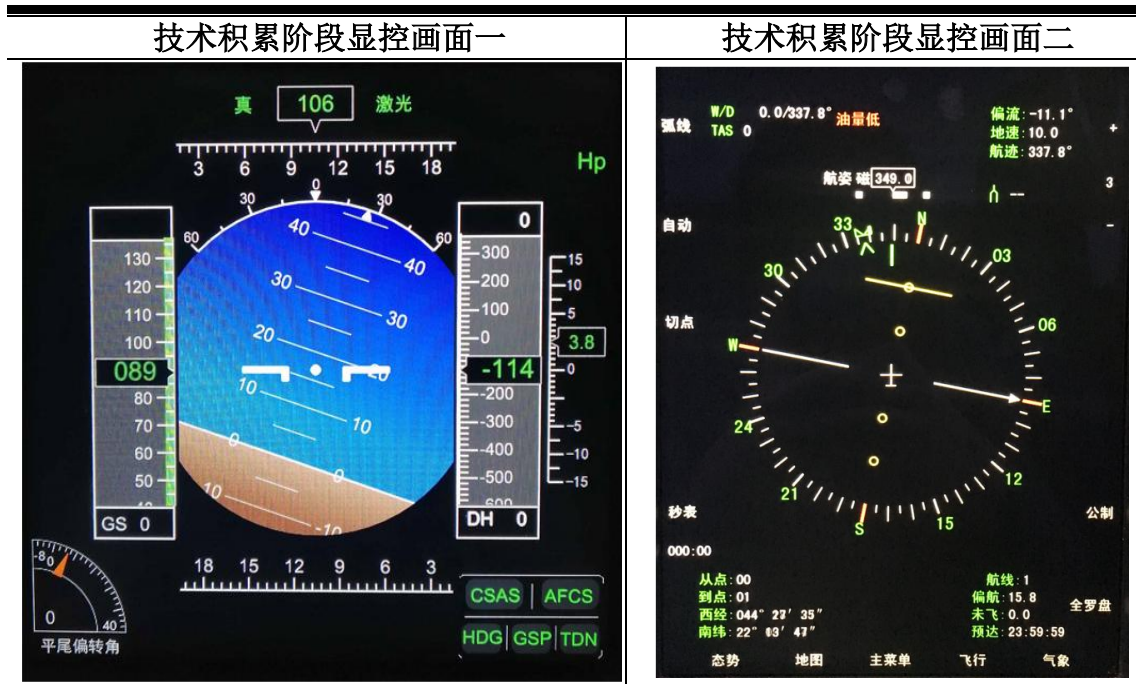 技术积累阶段显控画面一
技术积累阶段显控画面二
真 106 激光
3 6 9 12 15 18
Hp
30 0 30
60 60
40 40
30 30
20 20
10 10
0 0
10 -10
130
120
110
100
089
80
70
60
50
GS 0
0
300
200
100
0
-114
-200
-300
-400
-500
600
DH 0
15
10
5
3.8
0
-5
-10
-15
18 15 12 9 6 3
-80
0
40
平尾偏转角
CSAS AFCS
HDG GSP TDN
弧线
W/D 0.0/337.8° 油量低
TAS 0
偏流:-11.1°
地速:10.0
航迹:337.8°
+
3
-
航姿 磁 349.0
--
自动
切点
33 N 03
30 06
W E
24 12
21 S 15
秒表
000:00
公制
从点:00
到点:01
南纬:22°
航线:1
偏航:15.8
未飞:0.0
预达:23:59:59
全罗盘
态势 地图 主菜单 飞行 气象